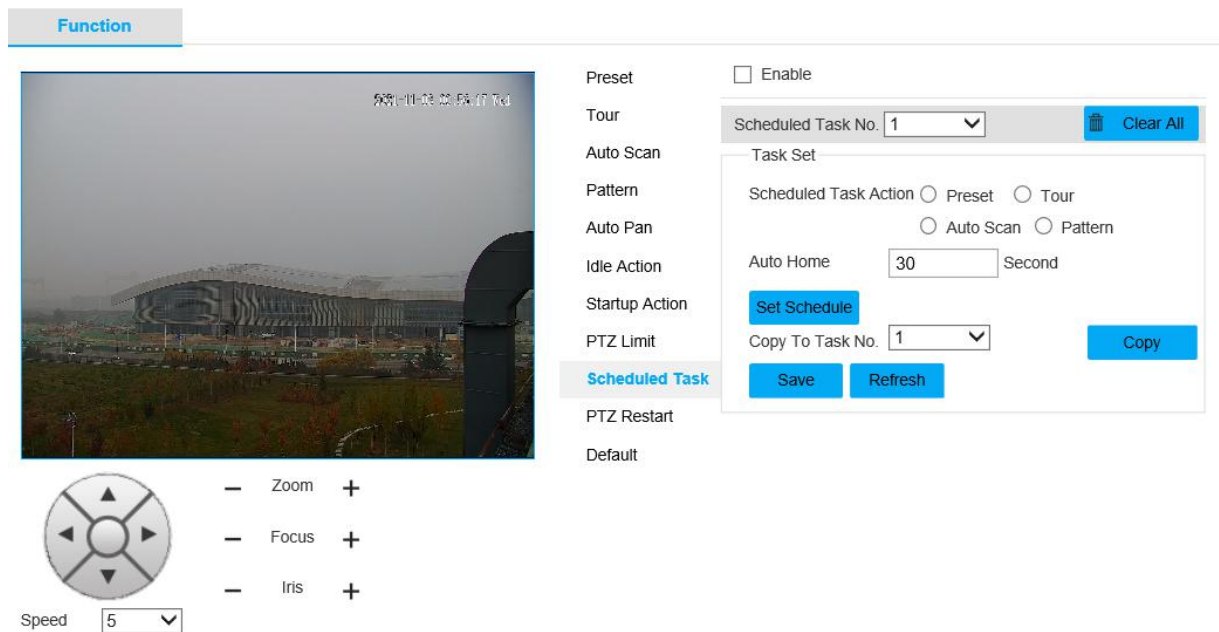 Function
Preset
Tour
Auto Scan
Pattern
Auto Pan
Idle Action
Startup Action
PTZ Limit
Scheduled Task
PTZ Restart
Default
Enable
Scheduled Task No. 1
Clear All
Task Set
Scheduled Task Action Preset Tour
Auto Scan Pattern
Auto Home 30 Second
Set Schedule
Copy To Task No. 1 Copy
Save Refresh
− Zoom +
− Focus +
− Iris +
Speed 5